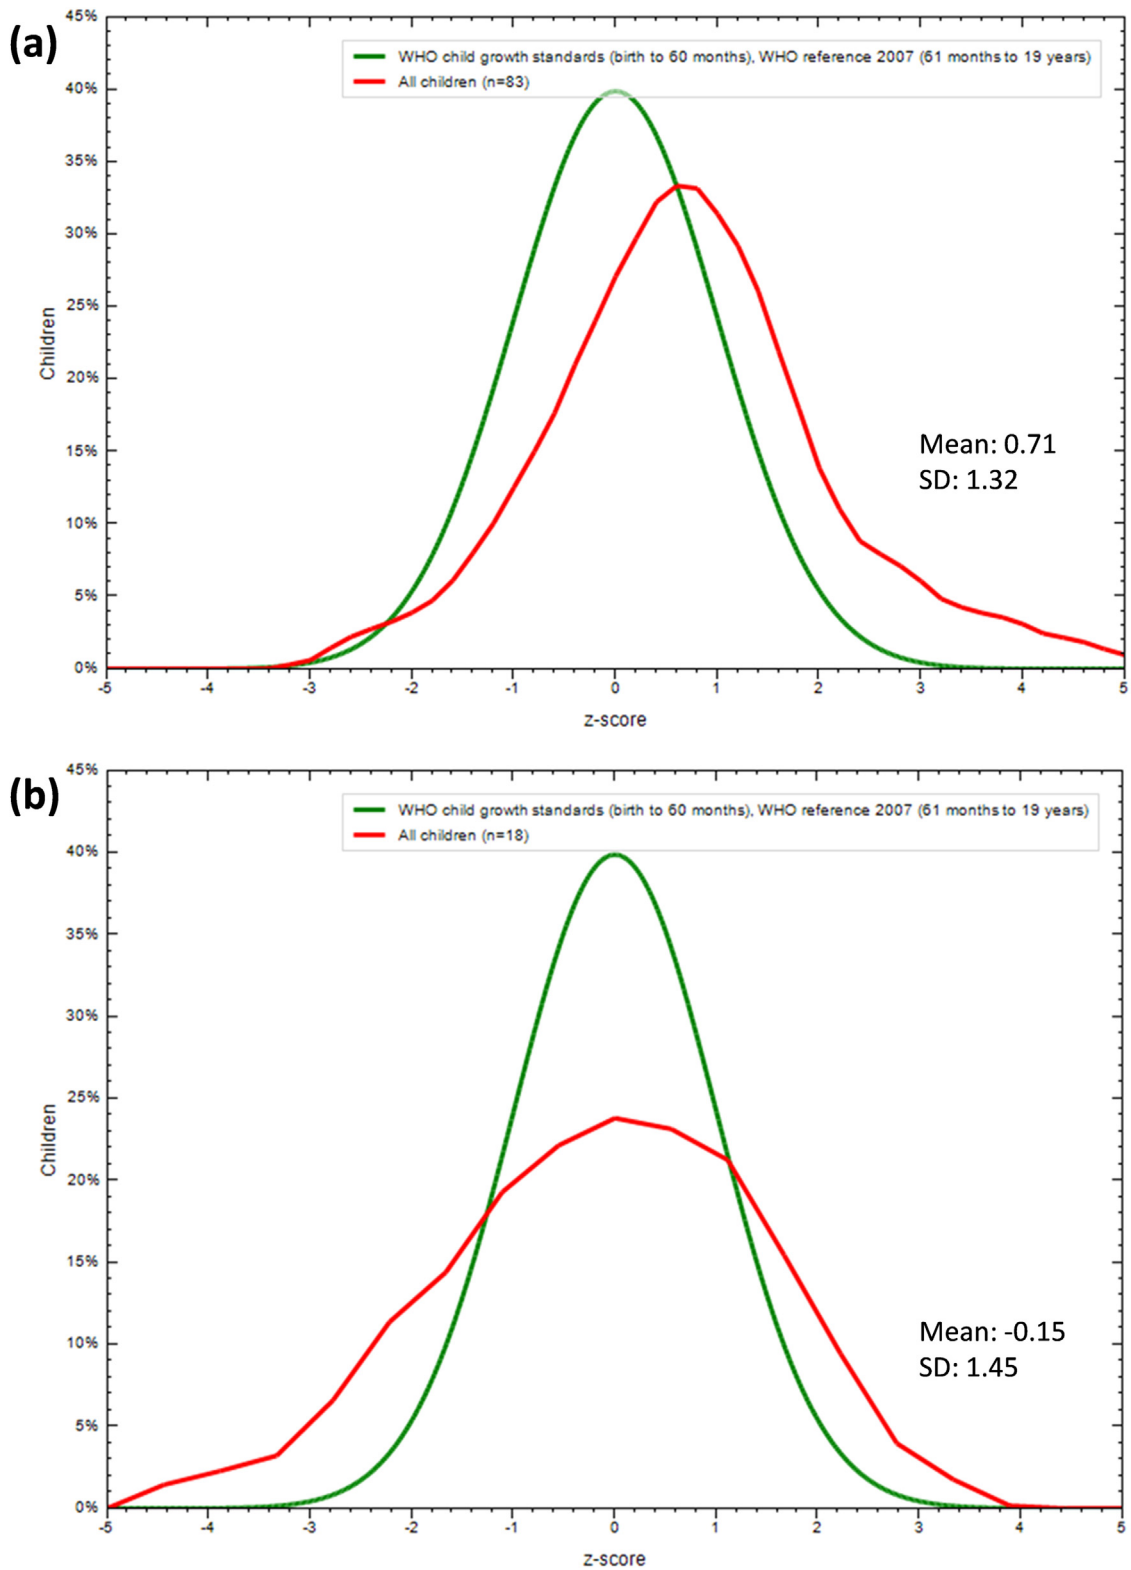 (a)
WHO child growth standards (birth to 60 months), WHO reference 2007 (61 months to 19 years)
All children (n=83)
45%
40%
35%
30%
25%
20%
15%
10%
5%
0%
Children
Mean: 0.71
SD: 1.32
-5 -4 -3 -2 -1 0 1 2 3 4 5
z-score
(b)
WHO child growth standards (birth to 60 months), WHO reference 2007 (61 months to 19 years)
All children (n=18)
45%
40%
35%
30%
25%
20%
15%
10%
5%
0%
Children
Mean: -0.15
SD: 1.45
-5 -4 -3 -2 -1 0 1 2 3 4 5
z-score